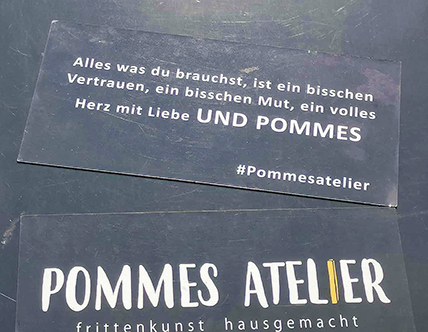 Alles was du brauchst, ist ein bisschen
Vertrauen, ein bisschen Mut, ein volles
Herz mit Liebe UND POMMES
#Pommesatelier
POMMES ATELIER
frittenkunst hausgemacht